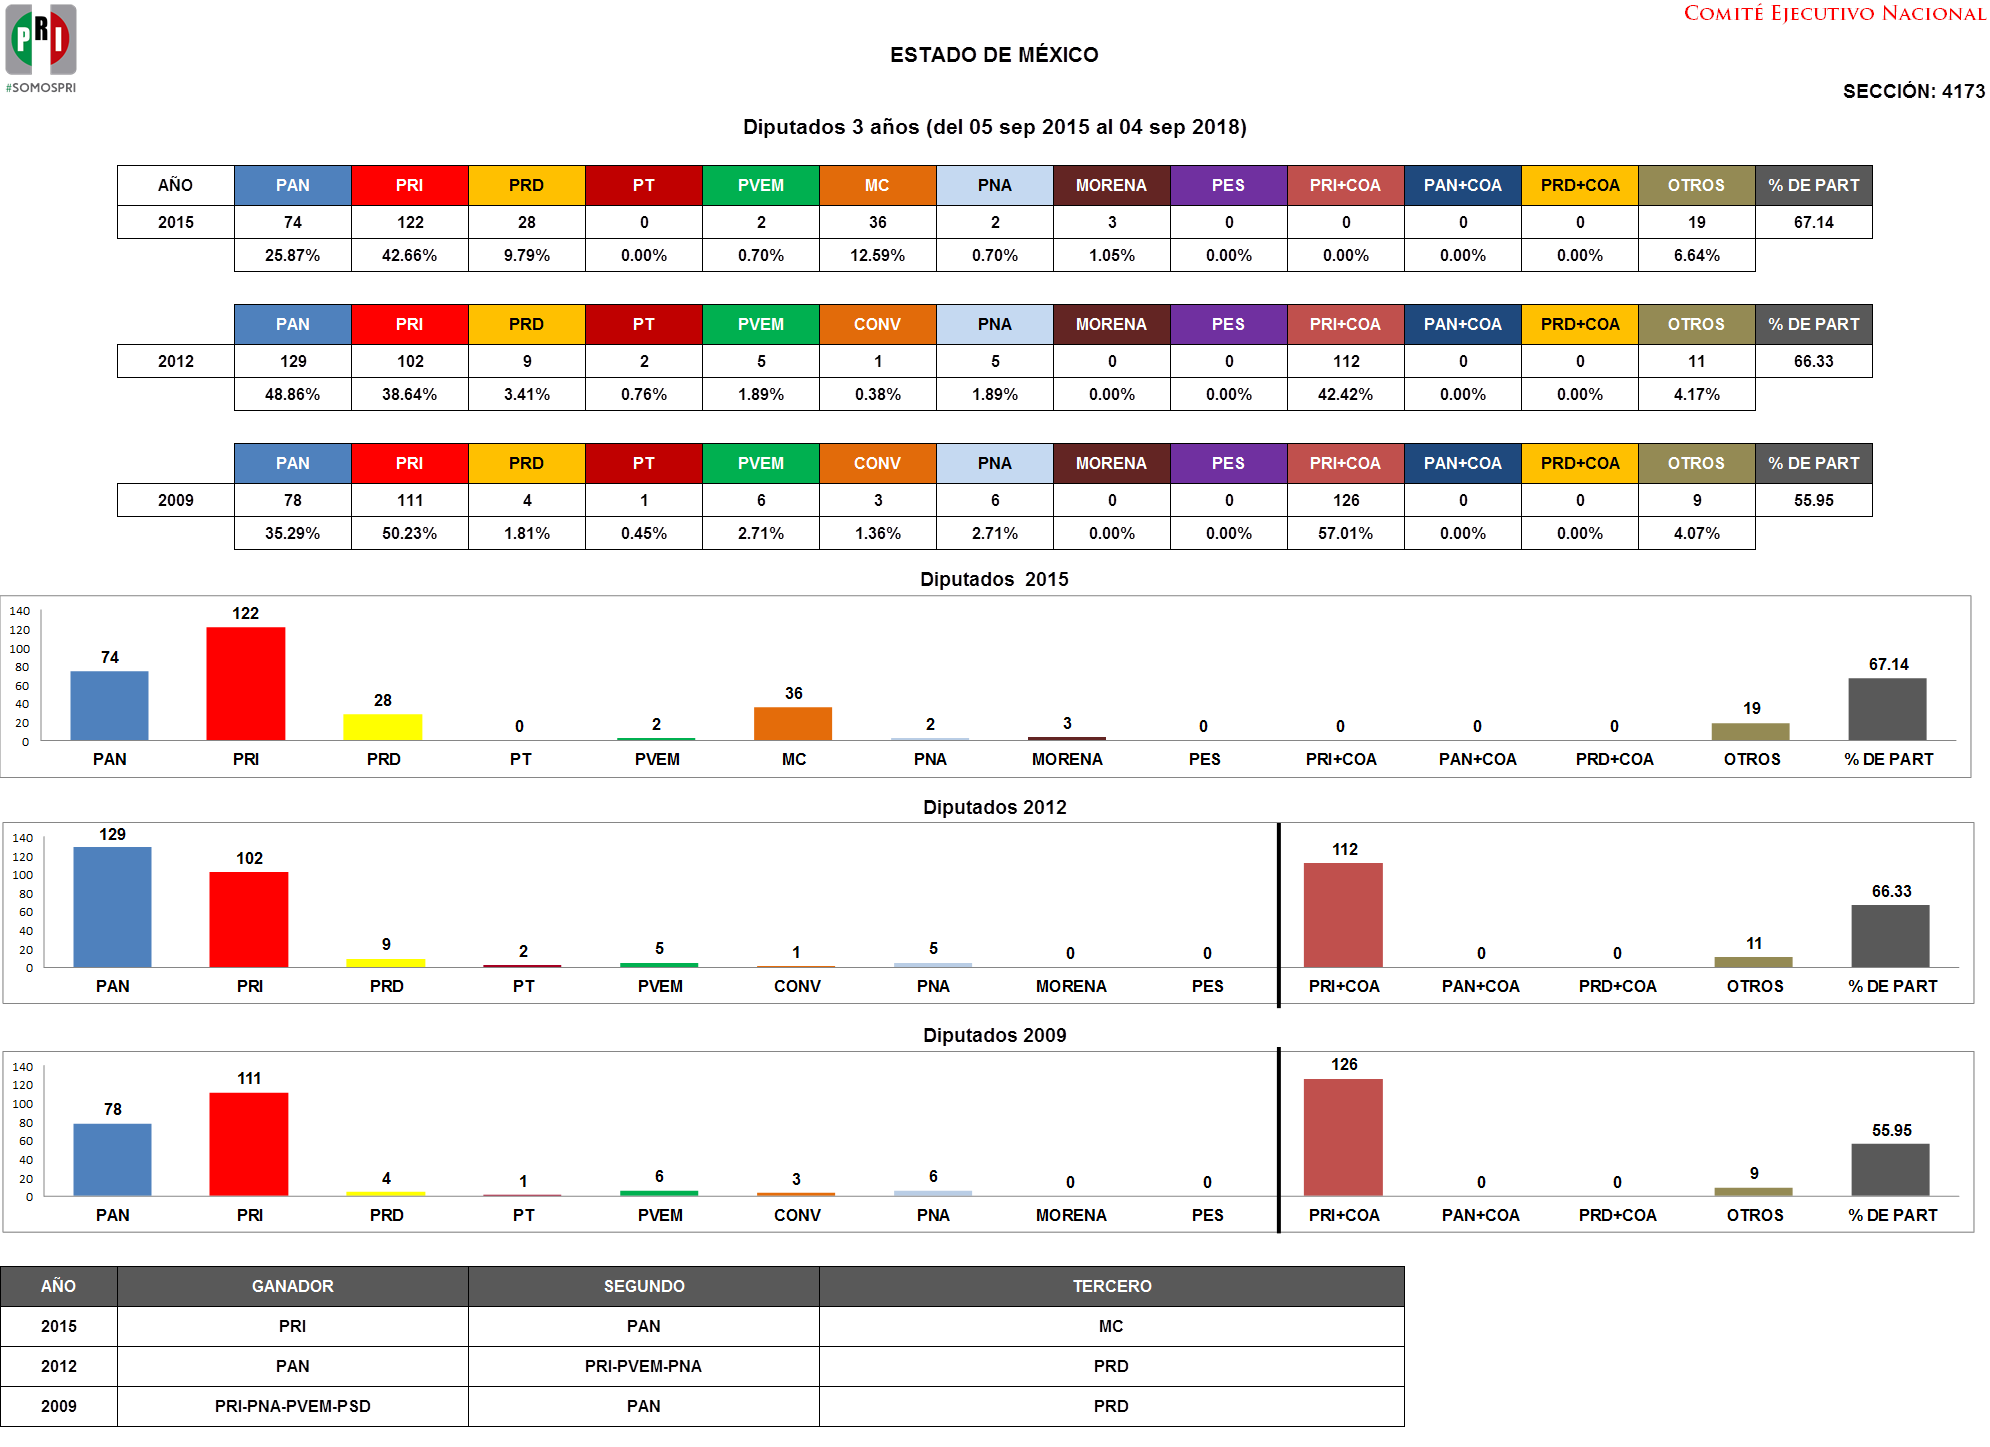 PRI
#SOMOSPRI
COMITÉ EJECUTIVO NACIONAL
ESTADO DE MÉXICO
SECCIÓN: 4173
Diputados 3 años (del 05 sep 2015 al 04 sep 2018)
AÑO PAN PRI PRD PT PVEM MC PNA MORENA PES PRI+COA PAN+COA PRD+COA OTROS % DE PART
2015 74 122 28 0 2 36 2 3 0 0 0 0 19 67.14
25.87% 42.66% 9.79% 0.00% 0.70% 12.59% 0.70% 1.05% 0.00% 0.00% 0.00% 0.00% 6.64%
PAN PRI PRD PT PVEM CONV PNA MORENA PES PRI+COA PAN+COA PRD+COA OTROS % DE PART
2012 129 102 9 2 5 1 5 0 0 112 0 0 11 66.33
48.86% 38.64% 3.41% 0.76% 1.89% 0.38% 1.89% 0.00% 0.00% 42.42% 0.00% 0.00% 4.17%
PAN PRI PRD PT PVEM CONV PNA MORENA PES PRI+COA PAN+COA PRD+COA OTROS % DE PART
2009 78 111 4 1 6 3 6 0 0 126 0 0 9 55.95
35.29% 50.23% 1.81% 0.45% 2.71% 1.36% 2.71% 0.00% 0.00% 57.01% 0.00% 0.00% 4.07%
Diputados 2015
140
120
100
80
60
40
20
0
74 122 28 0 2 36 2 3 0 0 0 0 19 67.14
PAN PRI PRD PT PVEM MC PNA MORENA PES PRI+COA PAN+COA PRD+COA OTROS % DE PART
Diputados 2012
140
120
100
80
60
40
20
0
129 102 9 2 5 1 5 0 0 112 0 0 11 66.33
PAN PRI PRD PT PVEM CONV PNA MORENA PES PRI+COA PAN+COA PRD+COA OTROS % DE PART
Diputados 2009
140
120
100
80
60
40
20
0
78 111 4 1 6 3 6 0 0 126 0 0 9 55.95
PAN PRI PRD PT PVEM CONV PNA MORENA PES PRI+COA PAN+COA PRD+COA OTROS % DE PART
AÑO GANADOR SEGUNDO TERCERO
2015 PRI PAN MC
2012 PAN PRI-PVEM-PNA PRD
2009 PRI-PNA-PVEM-PSD PAN PRD